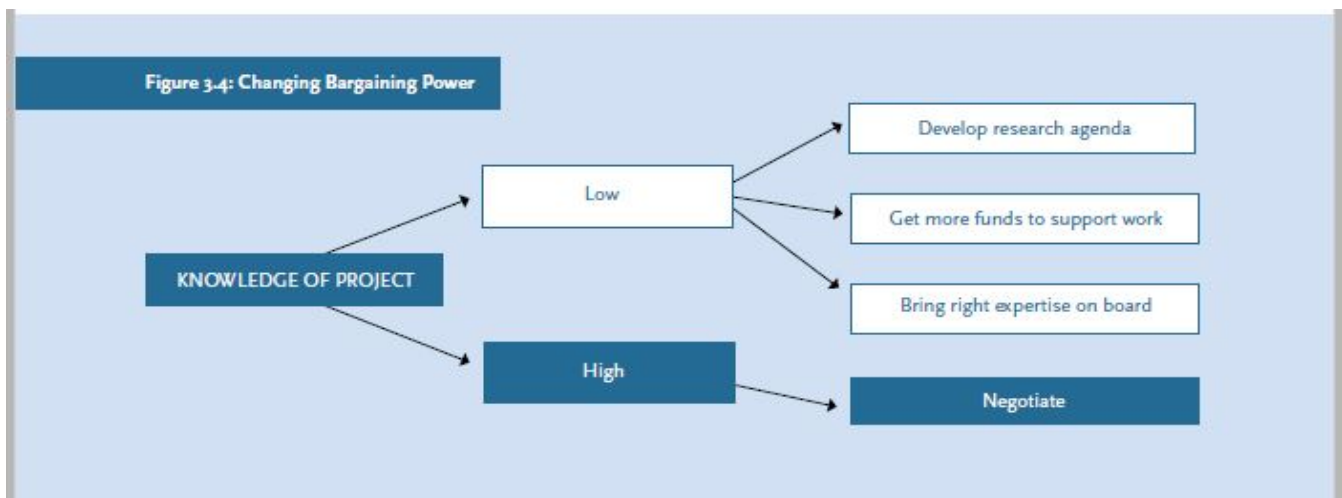 Figure 3.4: Changing Bargaining Power
Develop research agenda
Low
Get more funds to support work
KNOWLEDGE OF PROJECT
Bring right expertise on board
High
Negotiate